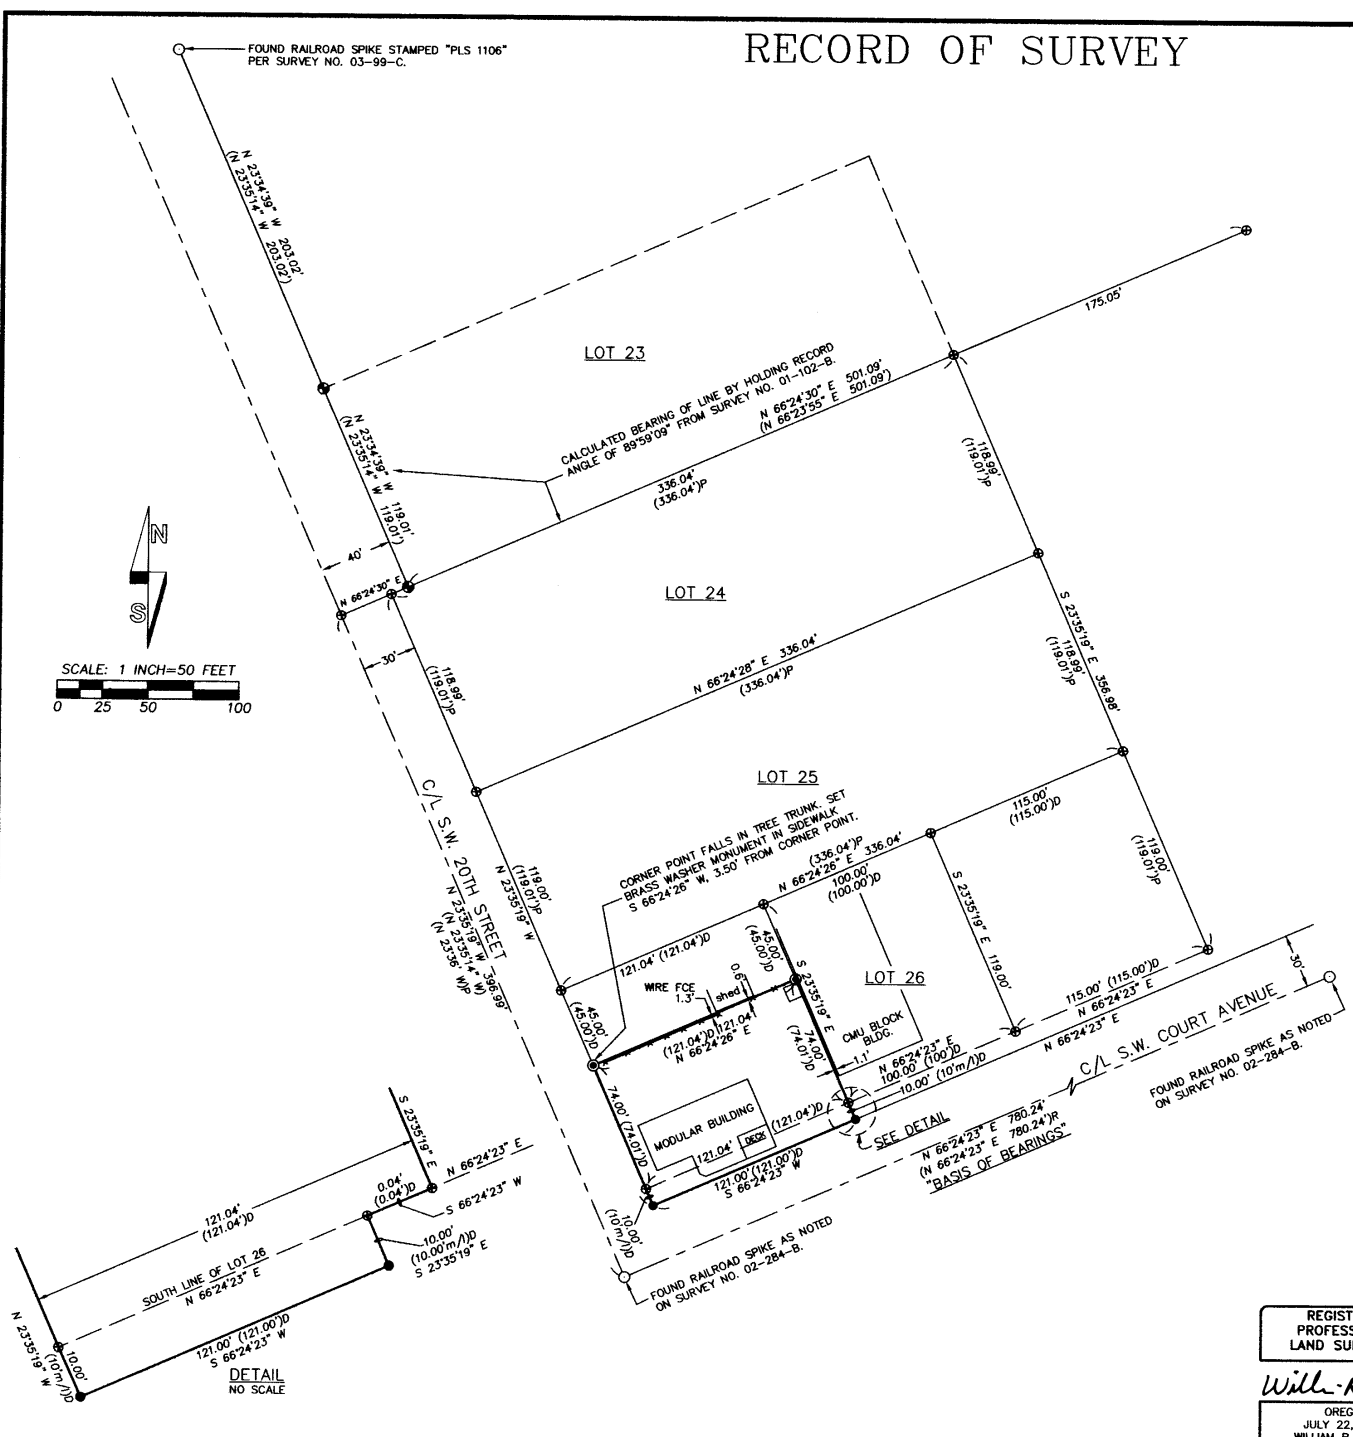 RECORD OF SURVEY
FOUND RAILROAD SPIKE STAMPED "PLS 1106"
PER SURVEY NO. 03-99-C.
N 23°34'39" W 203.02'
(N 23°35'14" W 203.02')
LOT 23
175.05'
CALCULATED BEARING OF LINE BY HOLDING RECORD
ANGLE OF 89°59'09" FROM SURVEY NO. 01-102-B.
N 66°24'30" E 501.09'
(N 66°23'55" E 501.09')
N 23°34'39" W 119.01'
(N 23°35'14" W 119.01')
336.04'
(336.04')P
118.99'
(119.01')P
N
S
SCALE: 1 INCH=50 FEET
0 25 50 100
40'
N 66°24'30" E
30'
LOT 24
118.99'
(119.01')P
N 66°24'28" E 336.04'
(336.04')P
S 23°35'19" E 356.98'
118.99'
(119.01')P
LOT 25
C/L S.W. 20TH STREET
N 23°35'19" W 396.99'
(N 23°35'14" W)
(N 23°36' W)P
119.00'
(119.01')P
N 23°35'19" W
CORNER POINT FALLS IN TREE TRUNK. SET
BRASS WASHER MONUMENT IN SIDEWALK
S 66°24'26" W, 3.50' FROM CORNER POINT.
(336.04')P
N 66°24'26" E 336.04'
100.00'
(100.00')D
115.00'
(115.00')D
119.00'
(119.01')P
S 23°35'19" E 119.00'
121.04' (121.04')D
45.00'
(45.00')D
45.00'
(45.00')D
LOT 26
WIRE FCE
1.3'
0.6'
shed
(121.04')D 121.04'
N 66°24'26" E
S 23°35'19" E
74.00'
(74.01')D
CMU BLOCK
BLDG.
1.1'
N 66°24'23" E
100.00' (100')D
10.00' (10'm/l)D
115.00' (115.00')D
N 66°24'23" E
N 66°24'23" E
30'
C/L S.W. COURT AVENUE
FOUND RAILROAD SPIKE AS NOTED
ON SURVEY NO. 02-284-B.
74.00' (74.01')D
MODULAR BUILDING
DECK
121.04' (121.04')D
121.00' (121.00')D
S 66°24'23" W
10.00'
(10'm/l)D
SEE DETAIL
N 66°24'23" E 780.24'
(N 66°24'23" E 780.24')R
"BASIS OF BEARINGS"
FOUND RAILROAD SPIKE AS NOTED
ON SURVEY NO. 02-284-B.
S 23°35'19" E
N 66°24'23" E
0.04'
(0.04')D
S 66°24'23" W
121.04'
(121.04')D
10.00'
(10.00'm/l)D
S 23°35'19" E
SOUTH LINE OF LOT 26
N 66°24'23" E
10.00'
(10'm/l)D
N 23°35'19" W
121.00' (121.00')D
S 66°24'23" W
DETAIL
NO SCALE
REGIST
PROFESS
LAND SU
OREG
JULY 22,